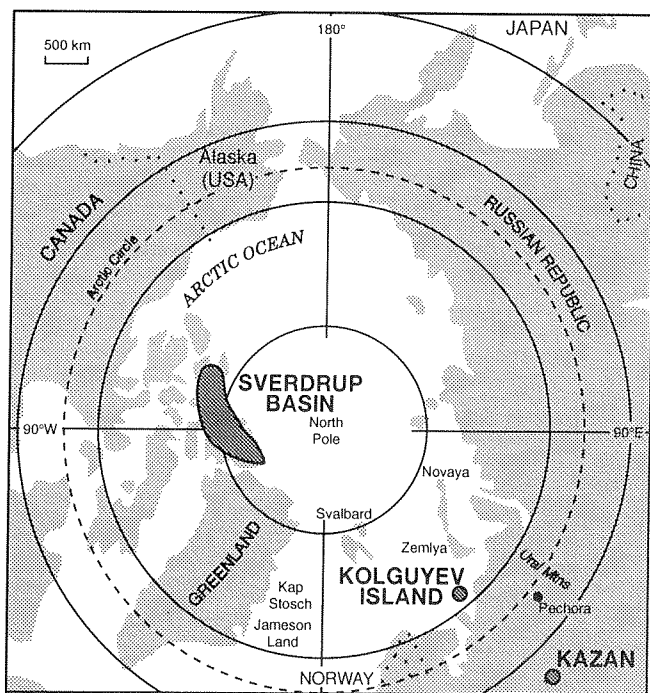 JAPAN
180°
500 km
CHINA
Alaska
(USA)
CANADA
RUSSIAN REPUBLIC
Arctic Circle
ARCTIC OCEAN
SVERDRUP
BASIN
North
Pole
90°W
90°E
Novaya
Svalbard
Zemlya
Ural Mtns
GREENLAND
KOLGUYEV
ISLAND
Kap
Stosch
Pechora
Jameson
Land
KAZAN
NORWAY